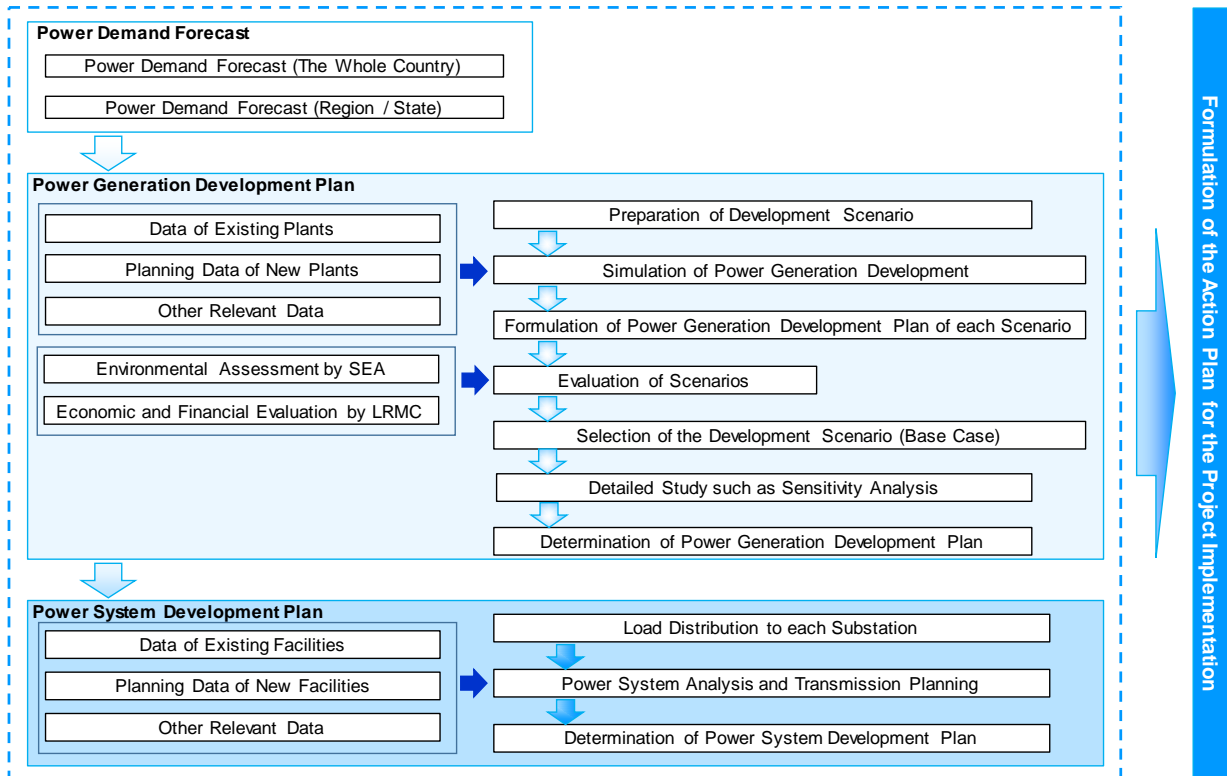 Power Demand Forecast
Power Demand Forecast (The Whole Country)
Power Demand Forecast (Region / State)
Power Generation Development Plan
Data of Existing Plants
Planning Data of New Plants
Other Relevant Data
Environmental Assessment by SEA
Economic and Financial Evaluation by LRMC
Preparation of Development Scenario
Simulation of Power Generation Development
Formulation of Power Generation Development Plan of each Scenario
Evaluation of Scenarios
Selection of the Development Scenario (Base Case)
Detailed Study such as Sensitivity Analysis
Determination of Power Generation Development Plan
Power System Development Plan
Data of Existing Facilities
Planning Data of New Facilities
Other Relevant Data
Load Distribution to each Substation
Power System Analysis and Transmission Planning
Determination of Power System Development Plan
Formulation of the Action Plan for the Project Implementation